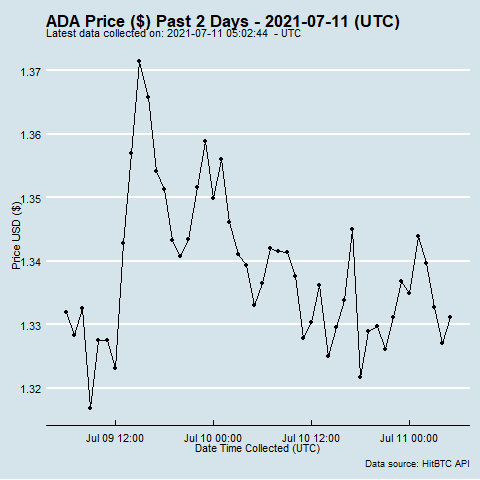 ADA Price ($) Past 2 Days - 2021-07-11 (UTC)
Latest data collected on: 2021-07-11 05:02:44 - UTC
1.37
1.36
1.35
1.34
1.33
1.32
Price USD ($)
Jul 09 12:00 Jul 10 00:00 Jul 10 12:00 Jul 11 00:00
Date Time Collected (UTC)
Data source: HitBTC API